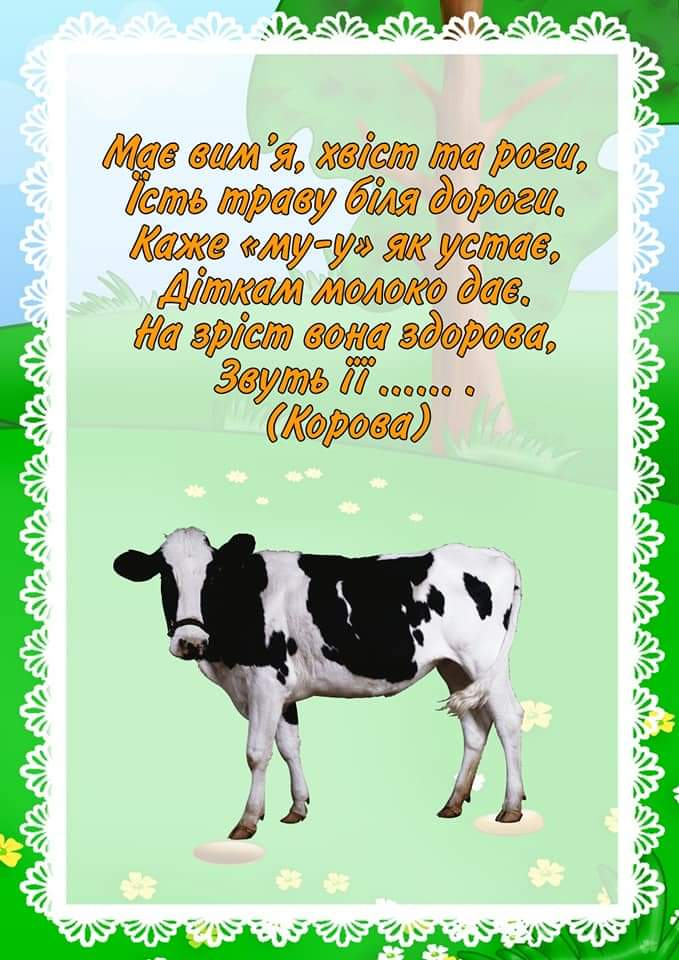 Має вим’я, хвіст та роги,
Їсть траву біля дороги.
Каже «му-у» як устає,
Діткам молоко дає.
На зріст вона здорова,
Звуть її ...... .
(Корова)